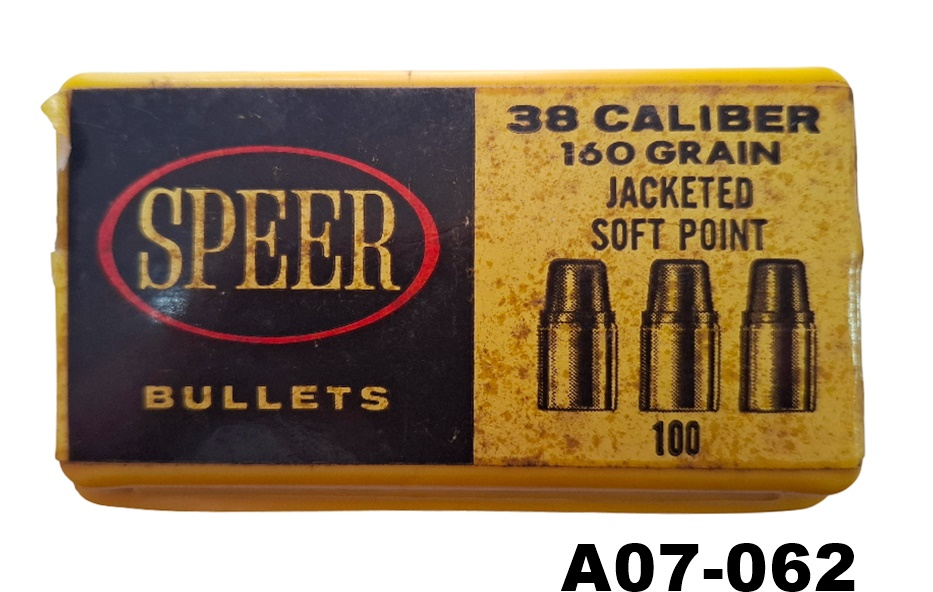 SPEER
BULLETS
38 CALIBER
160 GRAIN
JACKETED
SOFT POINT
100
A07-062